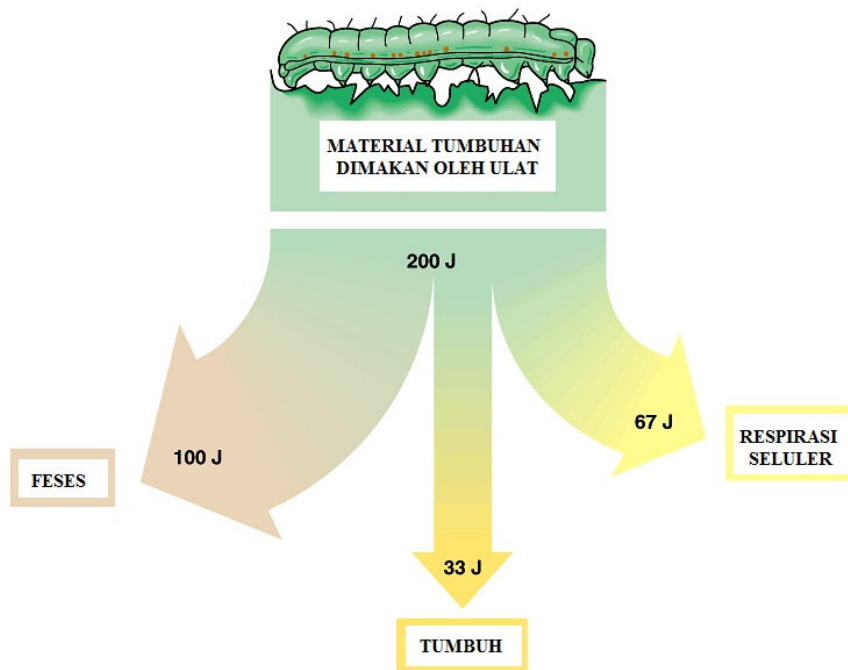 MATERIAL TUMBUHAN
DIMAKAN OLEH ULAT
200 J
100 J
67 J
33 J
FESES
RESPIRASI
SELULER
TUMBUH